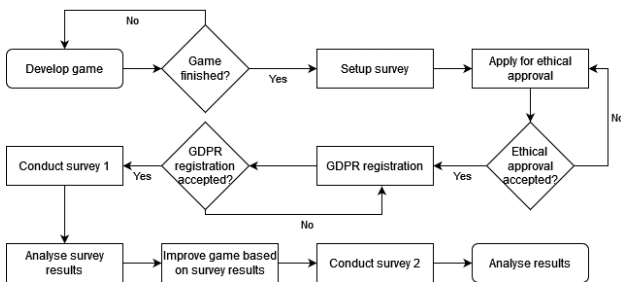 No
Develop game
Game
finished?
Yes
Setup survey
Apply for ethical
approval
No
Conduct survey 1
Yes
GDPR
registration
accepted?
GDPR registration
Yes
Ethical
approval
accepted?
No
Analyse survey
results
Improve game based
on survey results
Conduct survey 2
Analyse results